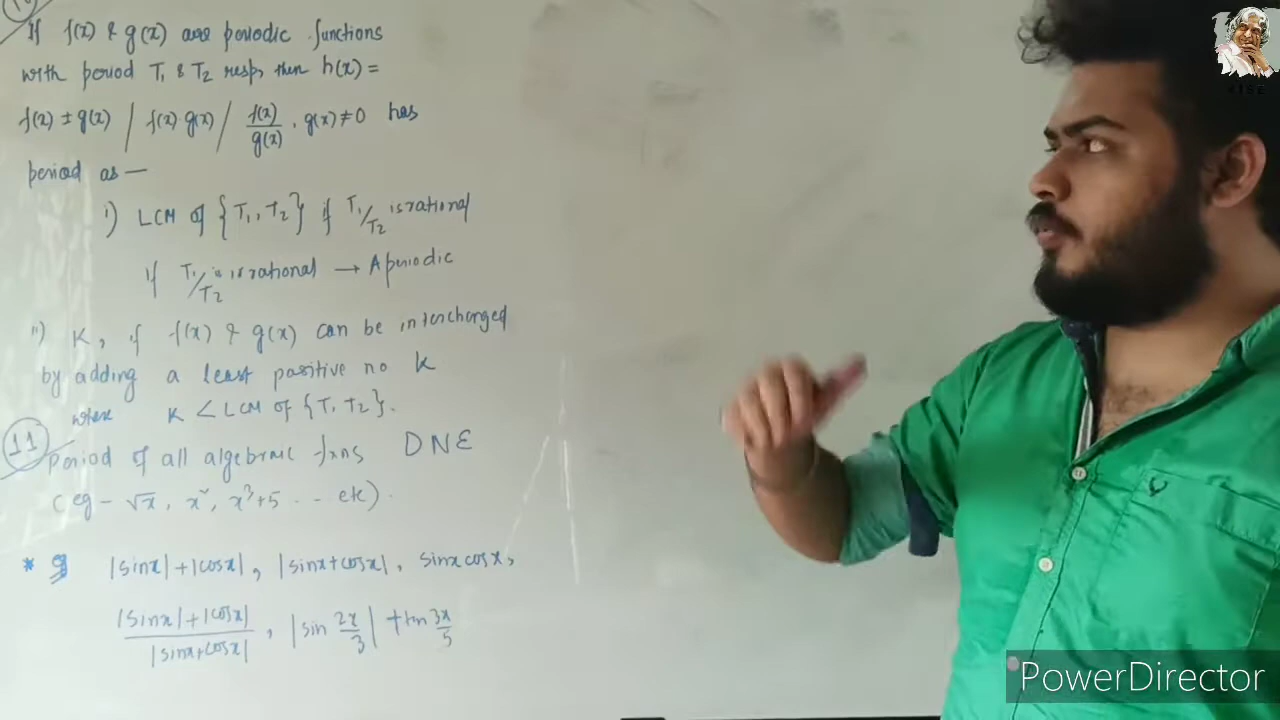 10
If f(x) & g(x) are periodic functions
with period T₁ & T₂ resp, then h(x) =
f(x) ± g(x) / f(x) g(x) / f(x)/g(x) , g(x) ≠ 0 has
period as —
i) LCM of {T₁, T₂} if T₁/T₂ is rational
if T₁/T₂ is irrational → Aperiodic
ii) K, if f(x) & g(x) can be interchanged
by adding a least positive no K
where K < LCM of {T₁ T₂}.
11
Period of all algebraic fxns DNE
(eg - √x, x², x³+5 ... etc).
* g |sinx|+|cosx|, |sinx+cosx|, sinx cosx,
|sinx|+|cosx| / |sinx+cosx| , |sin 2x/3| + tan 3x/5
PowerDirector